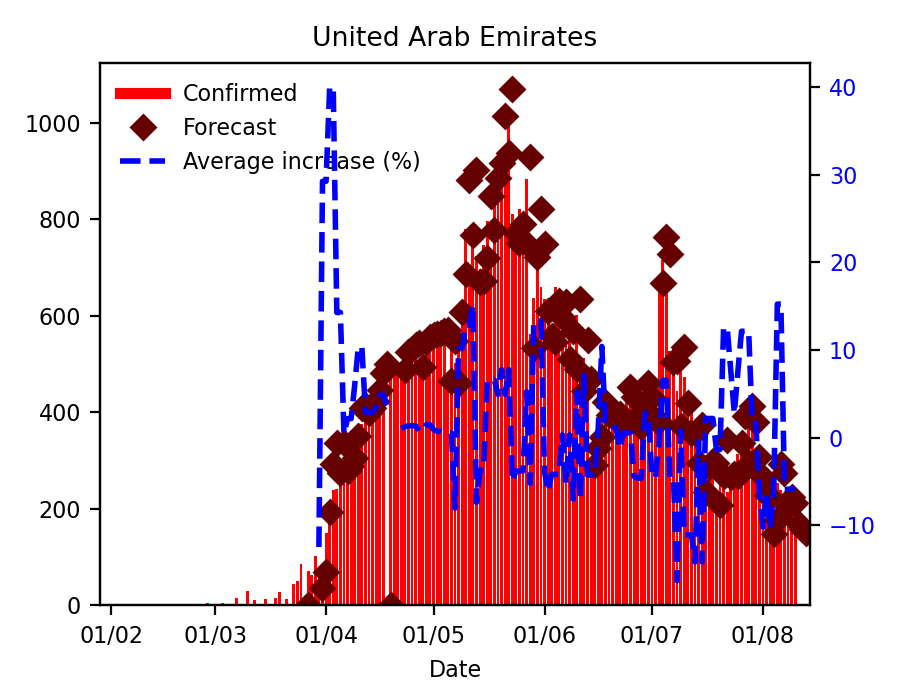 United Arab Emirates
Confirmed
Forecast
Average increase (%)
1000
800
600
400
200
0
40
30
20
10
0
−10
01/02 01/03 01/04 01/05 01/06 01/07 01/08
Date